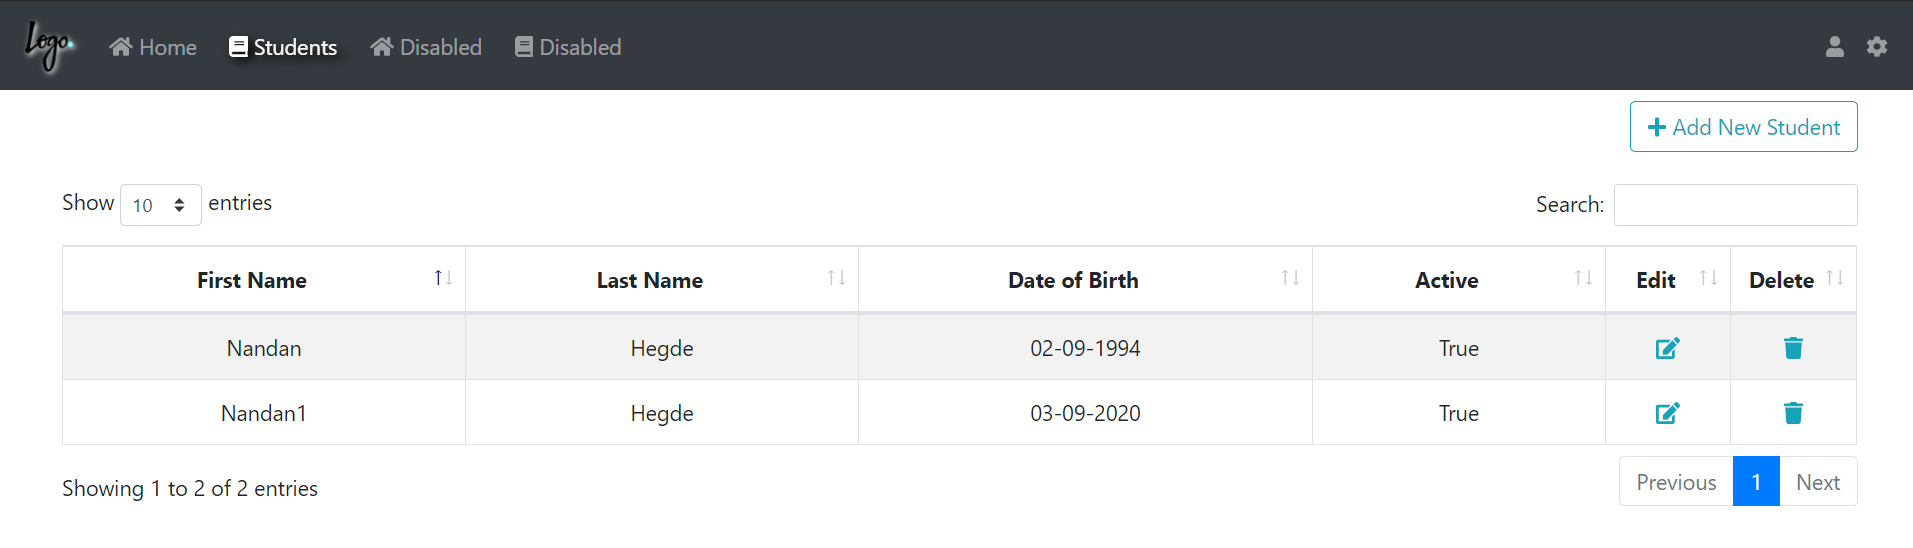 Logo. Home Students Disabled Disabled
Add New Student
Show 10 entries Search:
First Name Last Name Date of Birth Active Edit Delete
Nandan Hegde 02-09-1994 True
Nandan1 Hegde 03-09-2020 True
Showing 1 to 2 of 2 entries Previous 1 Next